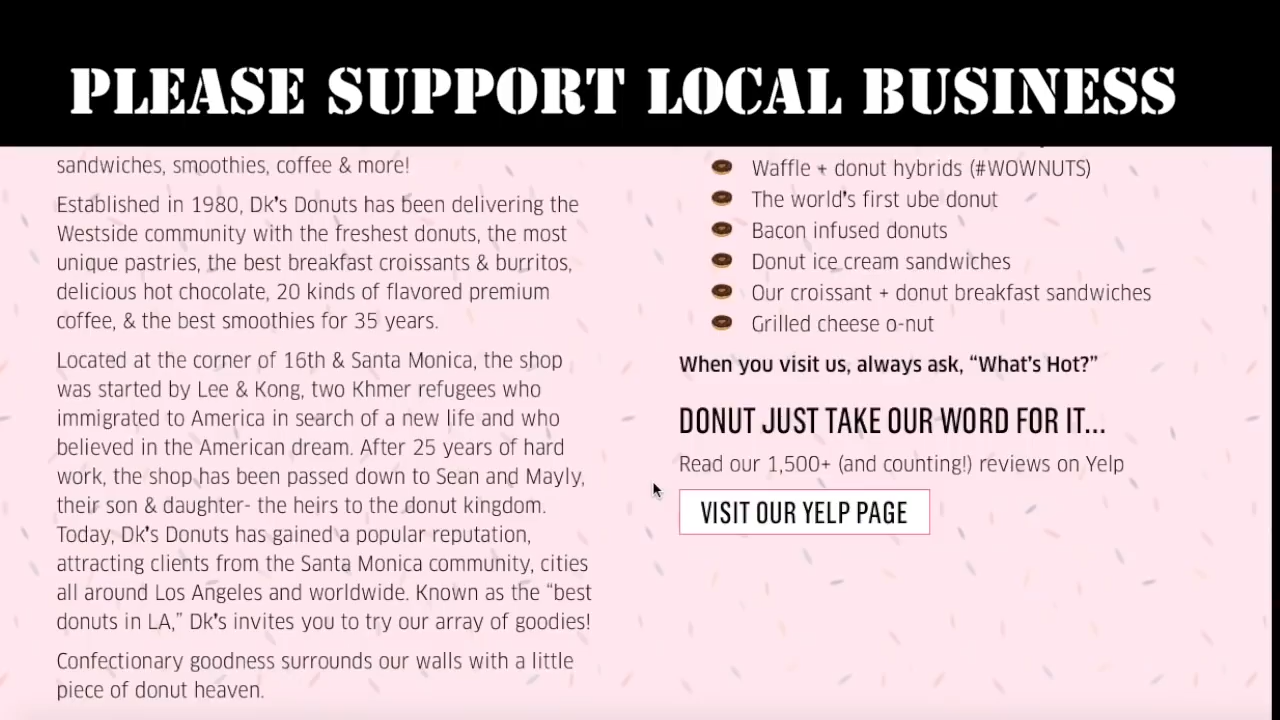 PLEASE SUPPORT LOCAL BUSINESS
sandwiches, smoothies, coffee & more!
Established in 1980, Dk's Donuts has been delivering the
Westside community with the freshest donuts, the most
unique pastries, the best breakfast croissants & burritos,
delicious hot chocolate, 20 kinds of flavored premium
coffee, & the best smoothies for 35 years.
Located at the corner of 16th & Santa Monica, the shop
was started by Lee & Kong, two Khmer refugees who
immigrated to America in search of a new life and who
believed in the American dream. After 25 years of hard
work, the shop has been passed down to Sean and Mayly,
their son & daughter- the heirs to the donut kingdom.
Today, Dk's Donuts has gained a popular reputation,
attracting clients from the Santa Monica community, cities
all around Los Angeles and worldwide. Known as the “best
donuts in LA,” Dk's invites you to try our array of goodies!
Confectionary goodness surrounds our walls with a little
piece of donut heaven.
Waffle + donut hybrids (#WOWNUTS)
The world's first ube donut
Bacon infused donuts
Donut ice cream sandwiches
Our croissant + donut breakfast sandwiches
Grilled cheese o-nut
When you visit us, always ask, “What's Hot?”
DONUT JUST TAKE OUR WORD FOR IT...
Read our 1,500+ (and counting!) reviews on Yelp
VISIT OUR YELP PAGE